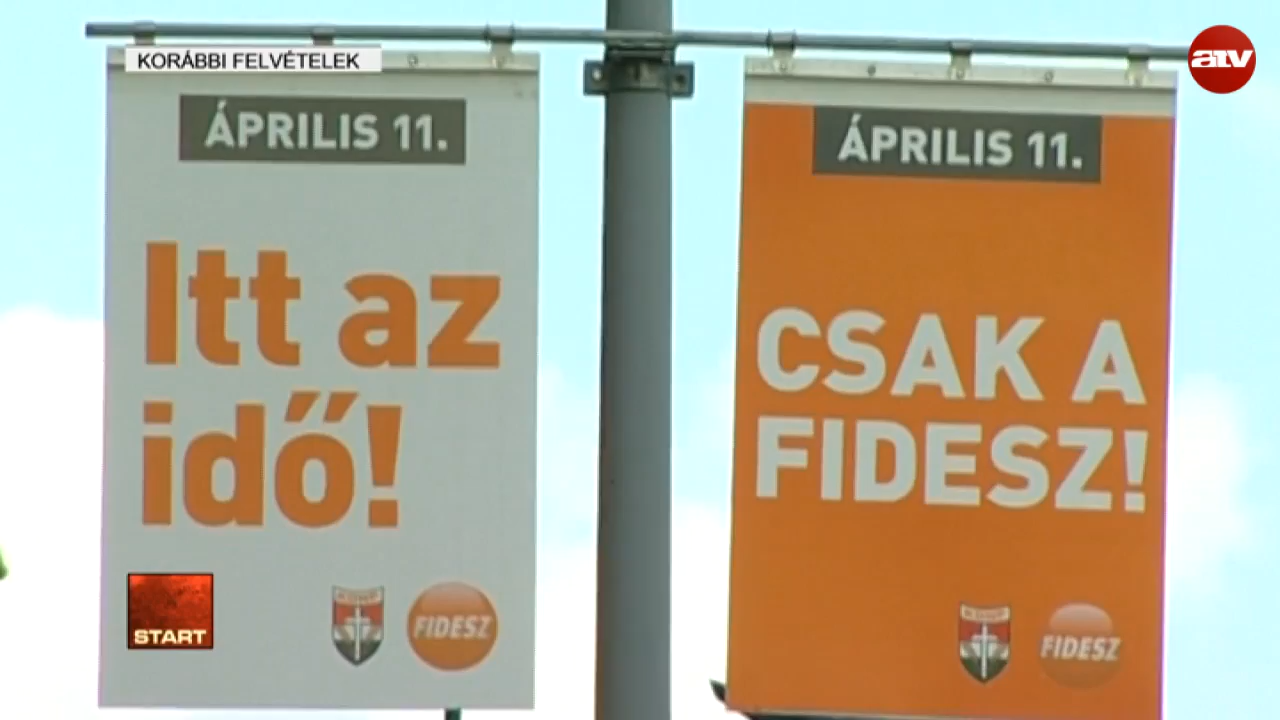 KORÁBBI FELVÉTELEK
atv
ÁPRILIS 11.
Itt az
idő!
START
FIDESZ
ÁPRILIS 11.
CSAK A
FIDESZ!
FIDESZ